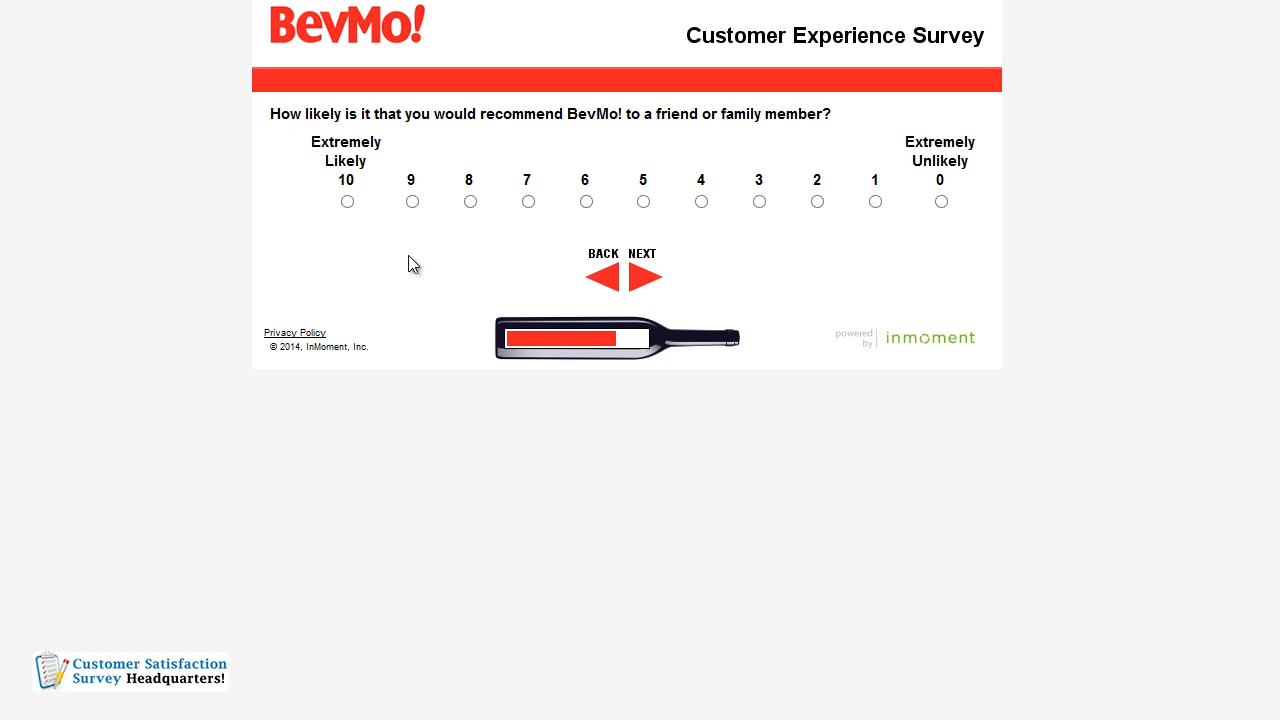 BevMo!
Customer Experience Survey
How likely is it that you would recommend BevMo! to a friend or family member?
Extremely Likely 10 9 8 7 6 5 4 3 2 1 Extremely Unlikely 0
BACK NEXT
Privacy Policy
© 2014, InMoment, Inc.
powered by inmoment
Customer Satisfaction
Survey Headquarters!